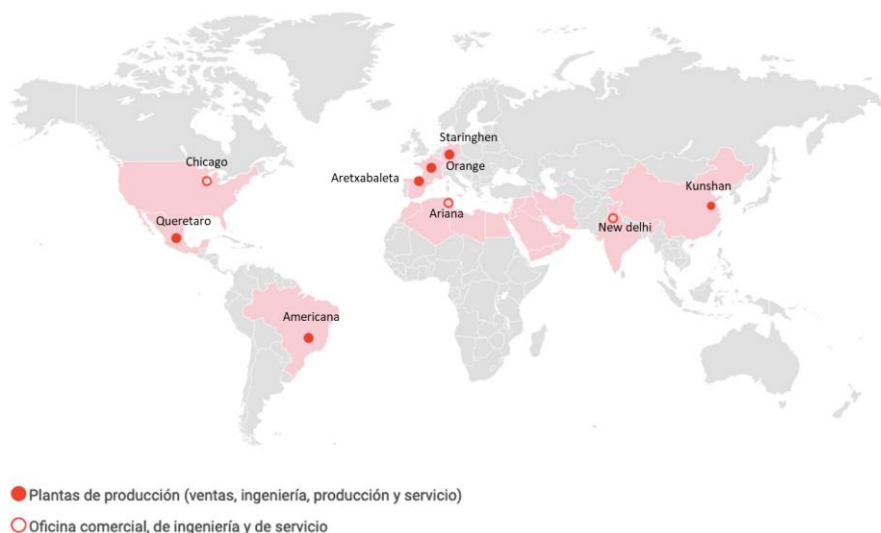 Staringhen
Chicago
Orange
Aretxabaleta
Kunshan
Ariana
Queretaro
New delhi
Americana
Plantas de producción (ventas, ingeniería, producción y servicio)
Oficina comercial, de ingeniería y de servicio